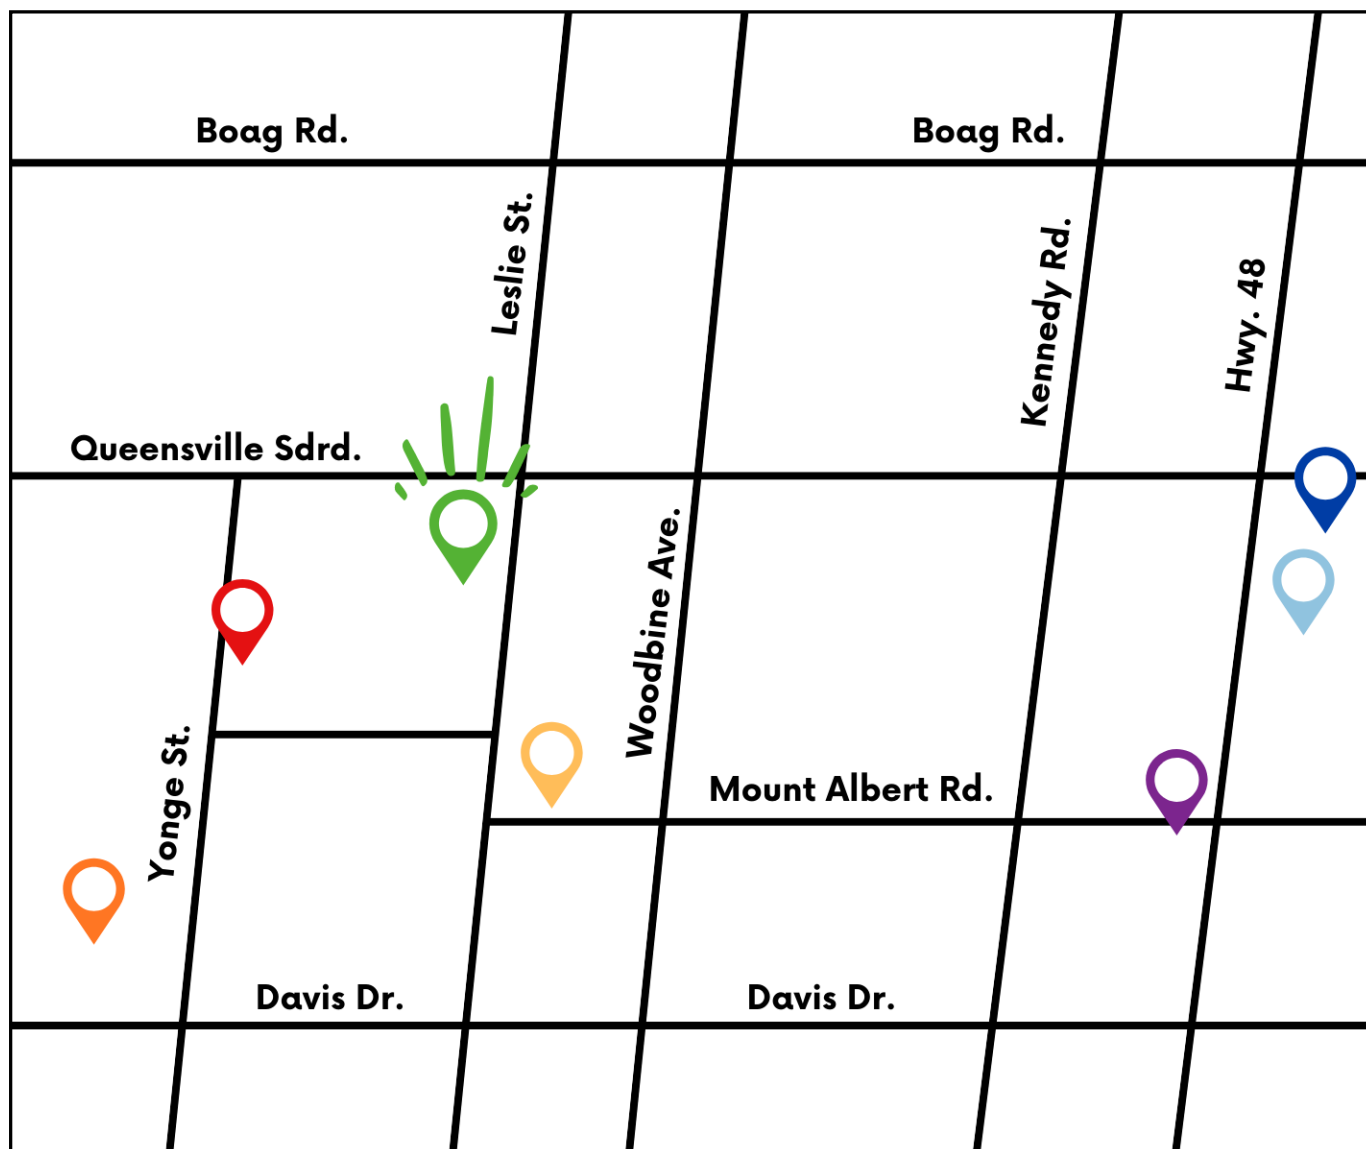 Boag Rd.
Boag Rd.
Leslie St.
Kennedy Rd.
Hwy. 48
Queensville Sdrd.
Woodbine Ave.
Yonge St.
Mount Albert Rd.
Davis Dr.
Davis Dr.